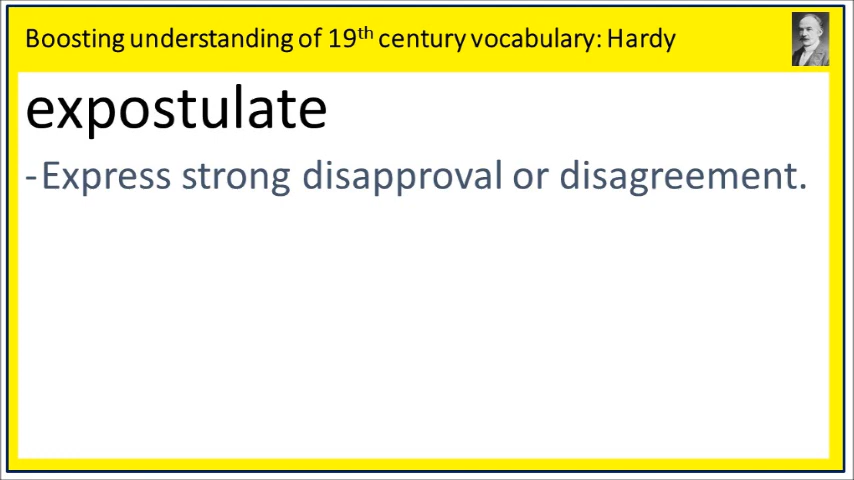 Boosting understanding of 19th century vocabulary: Hardy
expostulate
-Express strong disapproval or disagreement.